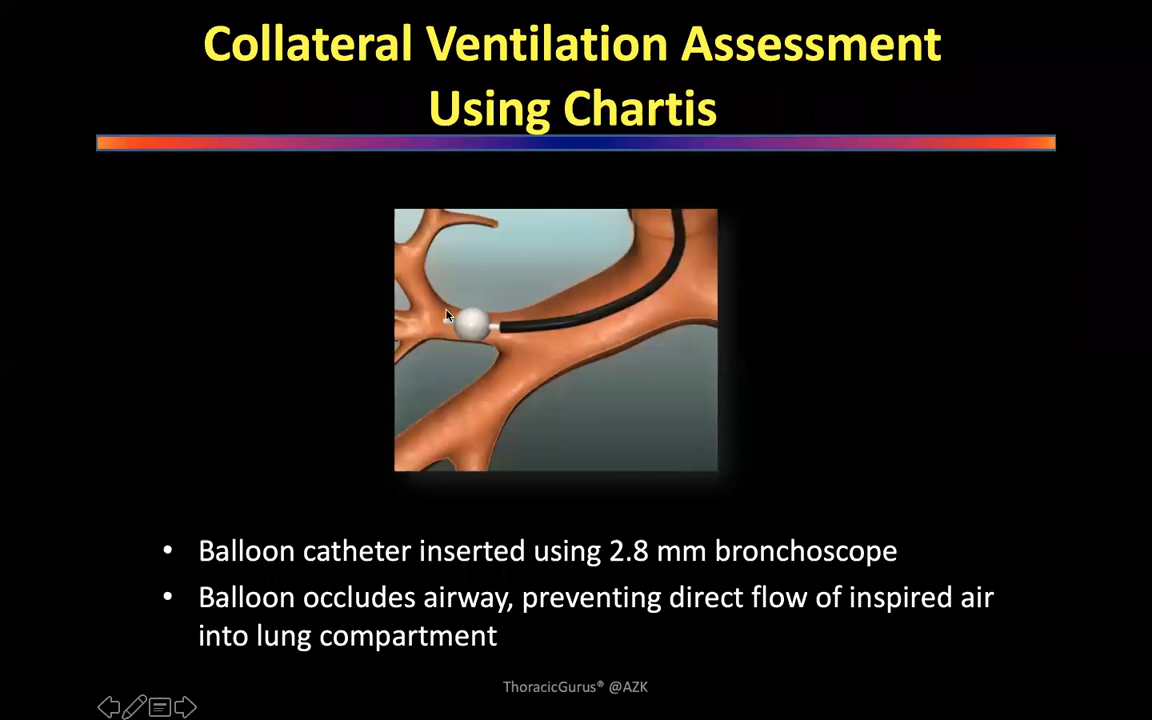 Collateral Ventilation Assessment
Using Chartis
• Balloon catheter inserted using 2.8 mm bronchoscope
• Balloon occludes airway, preventing direct flow of inspired air
into lung compartment
ThoracicGurus® @AZK